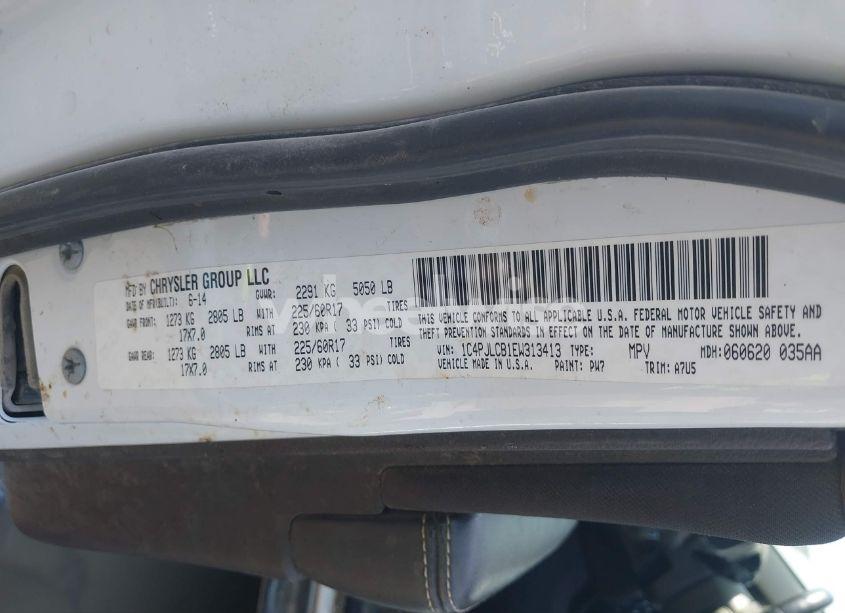 MFD BY CHRYSLER GROUP LLC
DATE OF MFR(BUILT): 6-14 GVWR: 2291 KG 5050 LB
GAWR FRONT: 1273 KG 2805 LB WITH 225/60R17 TIRES
17X7.0 RIMS AT 230 KPA ( 33 PSI) COLD
GAWR REAR: 1273 KG 2805 LB WITH 225/60R17 TIRES
17X7.0 RIMS AT 230 KPA ( 33 PSI) COLD
THIS VEHICLE CONFORMS TO ALL APPLICABLE U.S.A. FEDERAL MOTOR VEHICLE SAFETY AND
THEFT PREVENTION STANDARDS IN EFFECT ON THE DATE OF MANUFACTURE SHOWN ABOVE.
VIN: 1C4PJLCB1EW313413 TYPE: MPV MDH:060620 035AA
VEHICLE MADE IN U.S.A. PAINT: PW7 TRIM: A7U5